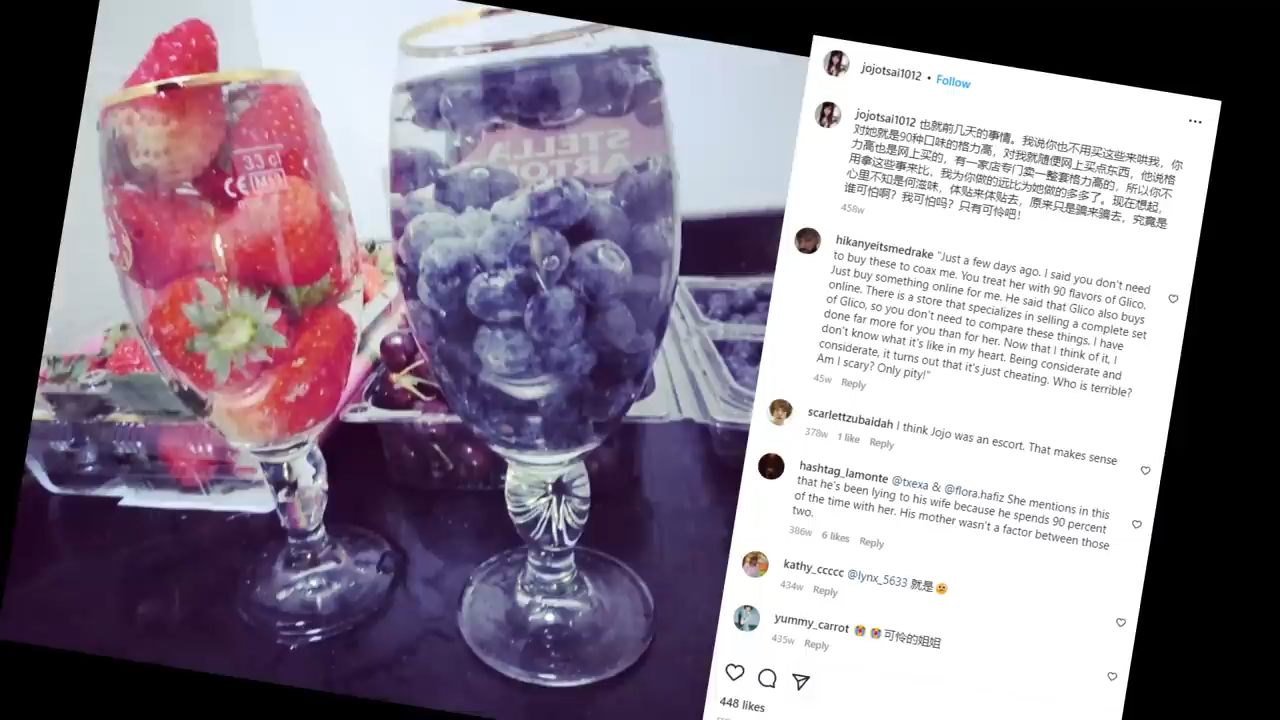 33 cl
CE M
STELLA
ARTOI
jojotsai1012 • Follow
jojotsai1012 也就前几天的事情。我说你也不用买这些来哄我，你
对她就是90种口味的格力高，对我就随便网上买点东西，他说格
力高也是网上买的，有一家店专门卖一整套格力高的，所以你不
用拿这些事来比，我为你做的远比为她做的多多了。现在想起，
心里不知是何滋味，体贴来体贴去，原来只是骗来骗去，究竟是
谁可怕啊？我可怕吗？只有可怜吧！
458w
hikanyeitsmedrake "Just a few days ago. I said you don't need
to buy these to coax me. You treat her with 90 flavors of Glico.
Just buy something online for me. He said that Glico also buys
online. There is a store that specializes in selling a complete set
of Glico, so you don't need to compare these things. I have
done far more for you than for her. Now that I think of it, I
don't know what it's like in my heart. Being considerate and
considerate, it turns out that it's just cheating. Who is terrible?
Am I scary? Only pity!"
45w Reply
scarlettzubaidah I think Jojo was an escort. That makes sense
378w 1 like Reply
hashtag_lamonte @txexa & @flora.hafiz She mentions in this
that he's been lying to his wife because he spends 90 percent
of the time with her. His mother wasn't a factor between those
two.
386w 6 likes Reply
kathy_ccccc @lynx_5633 就是😕
434w Reply
yummy_carrot 😭😭可怜的姐姐
435w Reply
448 likes